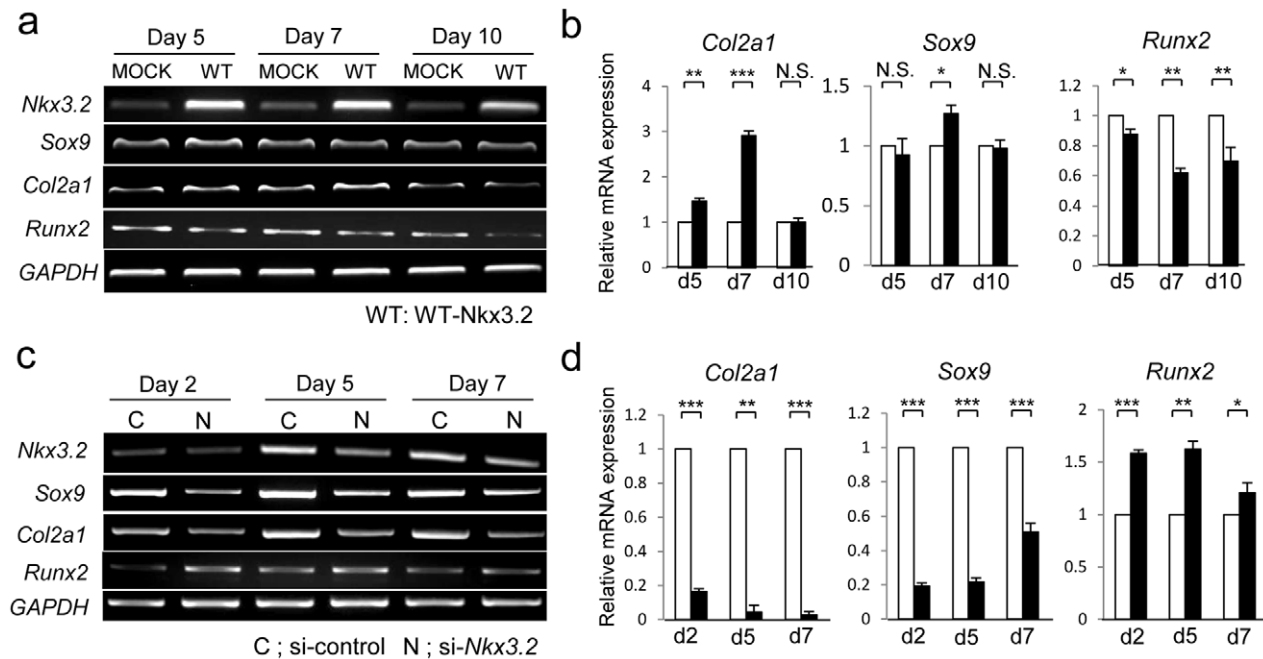 a
Day 5 Day 7 Day 10
MOCK WT MOCK WT MOCK WT
Nkx3.2
Sox9
Col2a1
Runx2
GAPDH
WT: WT-Nkx3.2
b
Relative mRNA expression
Col2a1
** *** N.S.
4
3
2
1
0
d5 d7 d10
Sox9
N.S. * N.S.
1.5
1
0.5
0
d5 d7 d10
Runx2
* ** **
1.2
1
0.8
0.6
0.4
0.2
0
d5 d7 d10
c
Day 2 Day 5 Day 7
C N C N C N
Nkx3.2
Sox9
Col2a1
Runx2
GAPDH
C ; si-control N ; si-Nkx3.2
d
Relative mRNA expression
Col2a1
*** ** ***
1.2
1
0.8
0.6
0.4
0.2
0
d2 d5 d7
Sox9
*** *** ***
1.2
1
0.8
0.6
0.4
0.2
0
d2 d5 d7
Runx2
*** ** *
2
1.5
1
0.5
0
d2 d5 d7